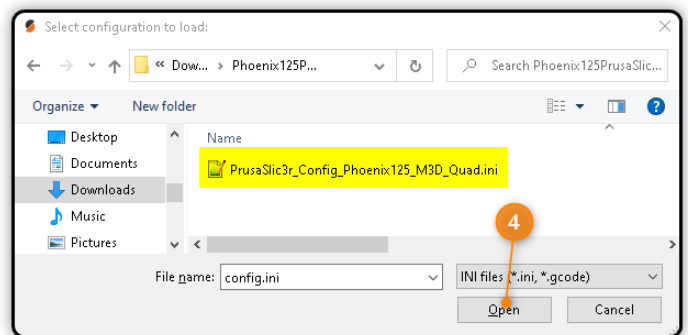 Select configuration to load:
« Dow... › Phoenix125P... Search Phoenix125PrusaSlic...
Organize New folder
Desktop
Documents
Downloads
Music
Pictures
Name
PrusaSlic3r_Config_Phoenix125_M3D_Quad.ini
4
File name: config.ini INI files (*.ini, *.gcode)
Open Cancel